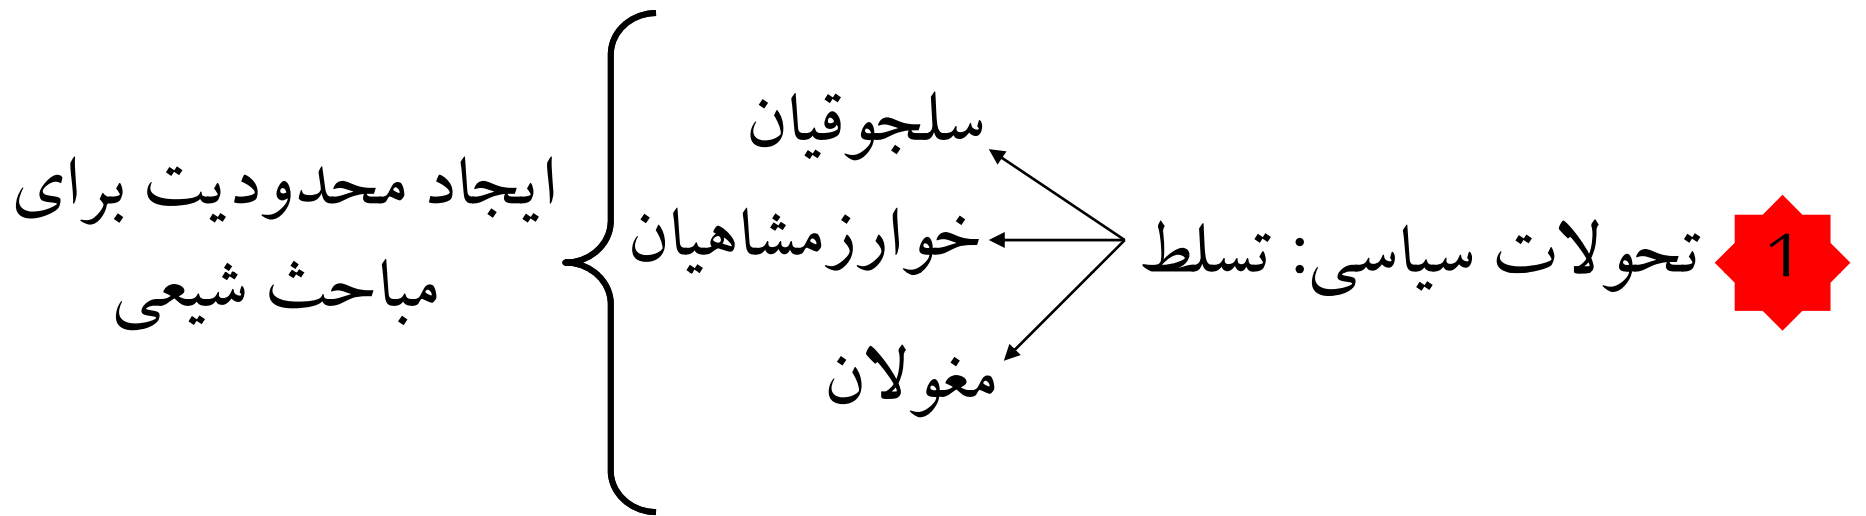 1
تحولات سیاسی: تسلط
سلجوقیان
خوارزمشاهیان
مغولان
ایجاد محدودیت برای
مباحث شیعی